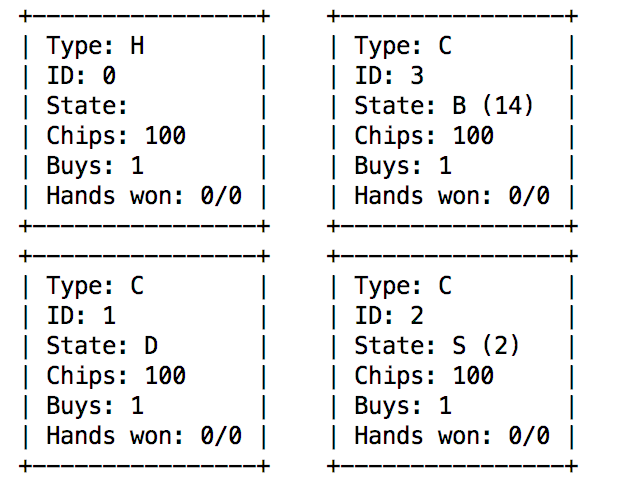 +----------------+    +----------------+
| Type: H        |    | Type: C        |
| ID: 0          |    | ID: 3          |
| State:         |    | State: B (14)  |
| Chips: 100     |    | Chips: 100     |
| Buys: 1        |    | Buys: 1        |
| Hands won: 0/0 |    | Hands won: 0/0 |
+----------------+    +----------------+
+----------------+    +----------------+
| Type: C        |    | Type: C        |
| ID: 1          |    | ID: 2          |
| State: D       |    | State: S (2)   |
| Chips: 100     |    | Chips: 100     |
| Buys: 1        |    | Buys: 1        |
| Hands won: 0/0 |    | Hands won: 0/0 |
+----------------+    +----------------+